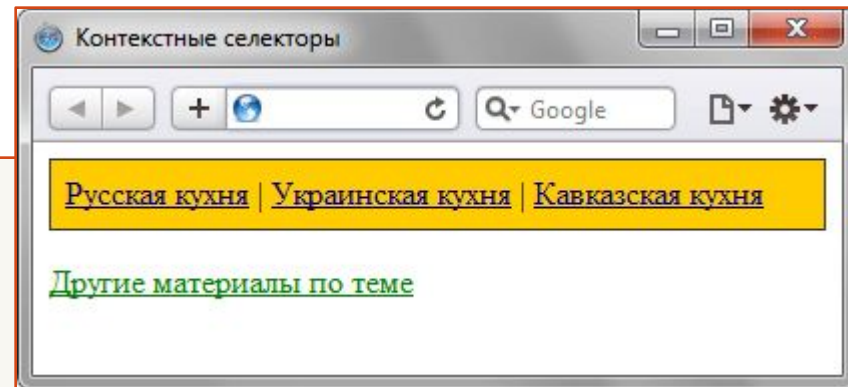 Контекстные селекторы
Google
Русская кухня | Украинская кухня | Кавказская кухня
Другие материалы по теме